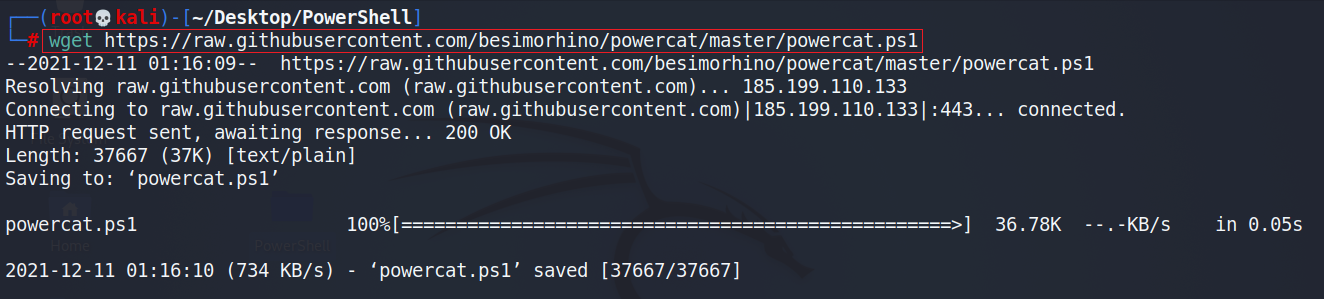 ┌──(root💀kali)-[~/Desktop/PowerShell]
└─# wget https://raw.githubusercontent.com/besimorhino/powercat/master/powercat.ps1
--2021-12-11 01:16:09--  https://raw.githubusercontent.com/besimorhino/powercat/master/powercat.ps1
Resolving raw.githubusercontent.com (raw.githubusercontent.com)... 185.199.110.133
Connecting to raw.githubusercontent.com (raw.githubusercontent.com)|185.199.110.133|:443... connected.
HTTP request sent, awaiting response... 200 OK
Length: 37667 (37K) [text/plain]
Saving to: ‘powercat.ps1’
powercat.ps1                   100%[==================================================>]  36.78K  --.-KB/s    in 0.05s
Home
PowerShell
2021-12-11 01:16:10 (734 KB/s) - ‘powercat.ps1’ saved [37667/37667]